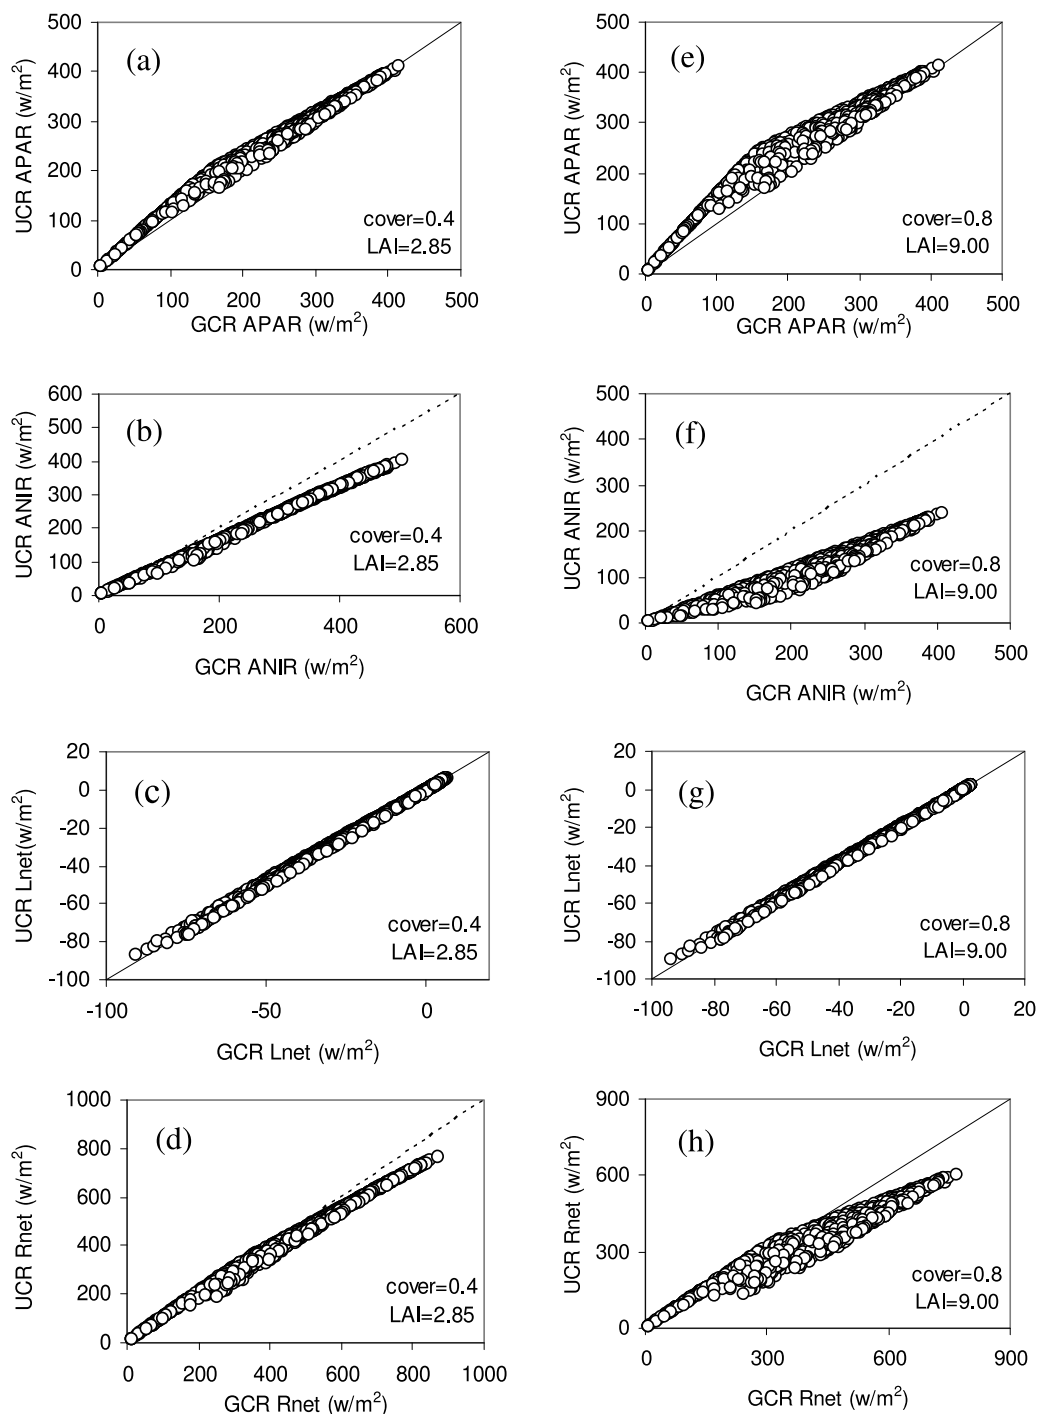 500
400
300
200
100
0
UCR APAR (w/m²)
(a)
cover=0.4
LAI=2.85
0 100 200 300 400 500
GCR APAR (w/m²)
500
400
300
200
100
0
UCR APAR (w/m²)
(e)
cover=0.8
LAI=9.00
0 100 200 300 400 500
GCR APAR (w/m²)
600
500
400
300
200
100
0
UCR ANIR (w/m²)
(b)
cover=0.4
LAI=2.85
0 200 400 600
GCR ANIR (w/m²)
500
400
300
200
100
0
UCR ANIR (w/m²)
(f)
cover=0.8
LAI=9.00
0 100 200 300 400 500
GCR ANIR (w/m²)
20
0
-20
-40
-60
-80
-100
UCR Lnet(w/m²)
(c)
cover=0.4
LAI=2.85
-100 -50 0
GCR Lnet (w/m²)
20
0
-20
-40
-60
-80
-100
UCR Lnet (w/m²)
(g)
cover=0.8
LAI=9.00
-100 -80 -60 -40 -20 0 20
GCR Lnet (w/m²)
1000
800
600
400
200
0
UCR Rnet (w/m²)
(d)
cover=0.4
LAI=2.85
0 200 400 600 800 1000
GCR Rnet (w/m²)
900
600
300
0
UCR Rnet (w/m²)
(h)
cover=0.8
LAI=9.00
0 300 600 900
GCR Rnet (w/m²)